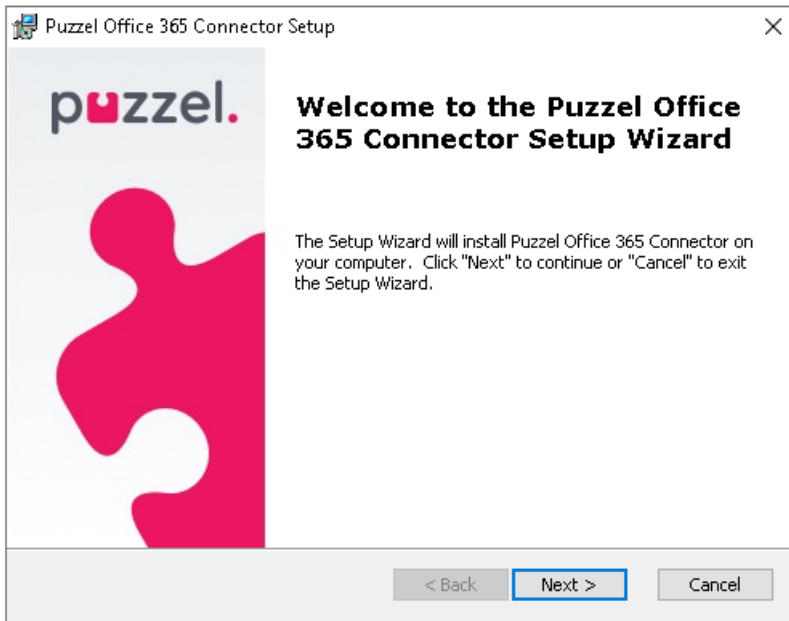 Puzzel Office 365 Connector Setup
puzzel.
Welcome to the Puzzel Office
365 Connector Setup Wizard
The Setup Wizard will install Puzzel Office 365 Connector on
your computer. Click "Next" to continue or "Cancel" to exit
the Setup Wizard.
< Back Next > Cancel